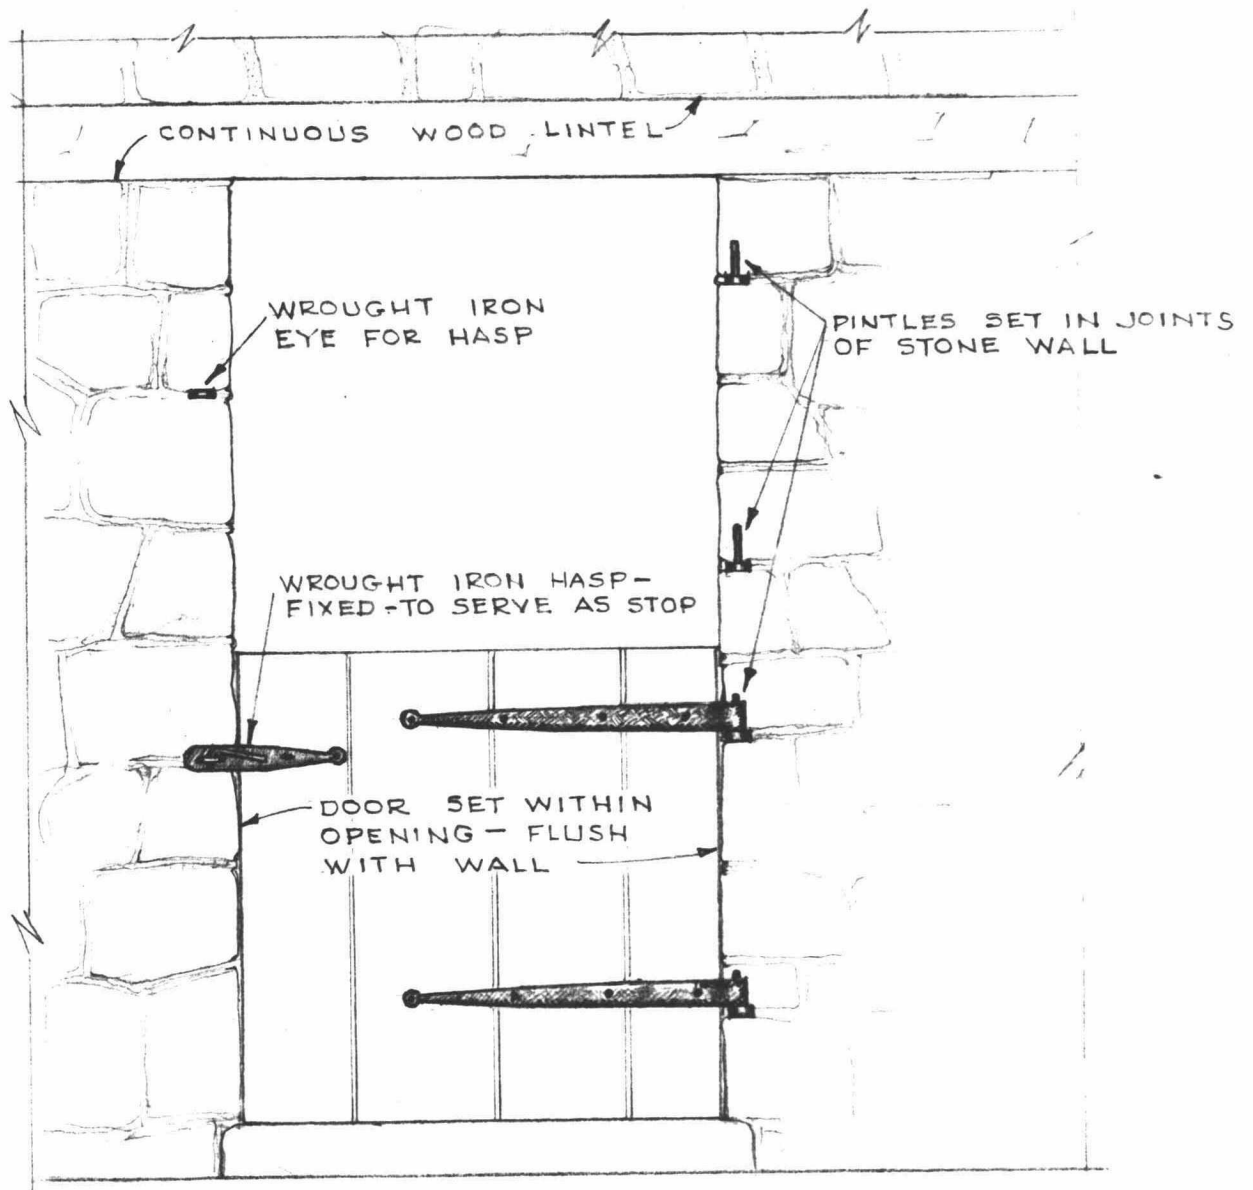 CONTINUOUS WOOD LINTEL
WROUGHT IRON
EYE FOR HASP
PINTLES SET IN JOINTS
OF STONE WALL
WROUGHT IRON HASP-
FIXED-TO SERVE AS STOP
DOOR SET WITHIN
OPENING - FLUSH
WITH WALL